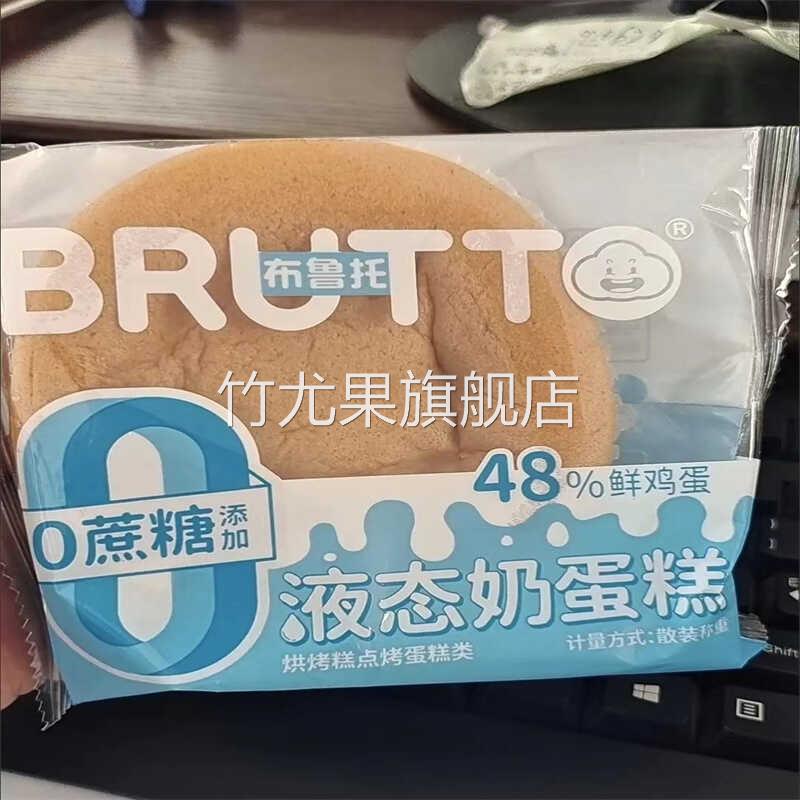 BRUTTO®
布鲁托
竹尤果旗舰店
48%鲜鸡蛋
0蔗糖添加
液态奶蛋糕
烘烤糕点烤蛋糕类
计量方式:散装称重
Shift